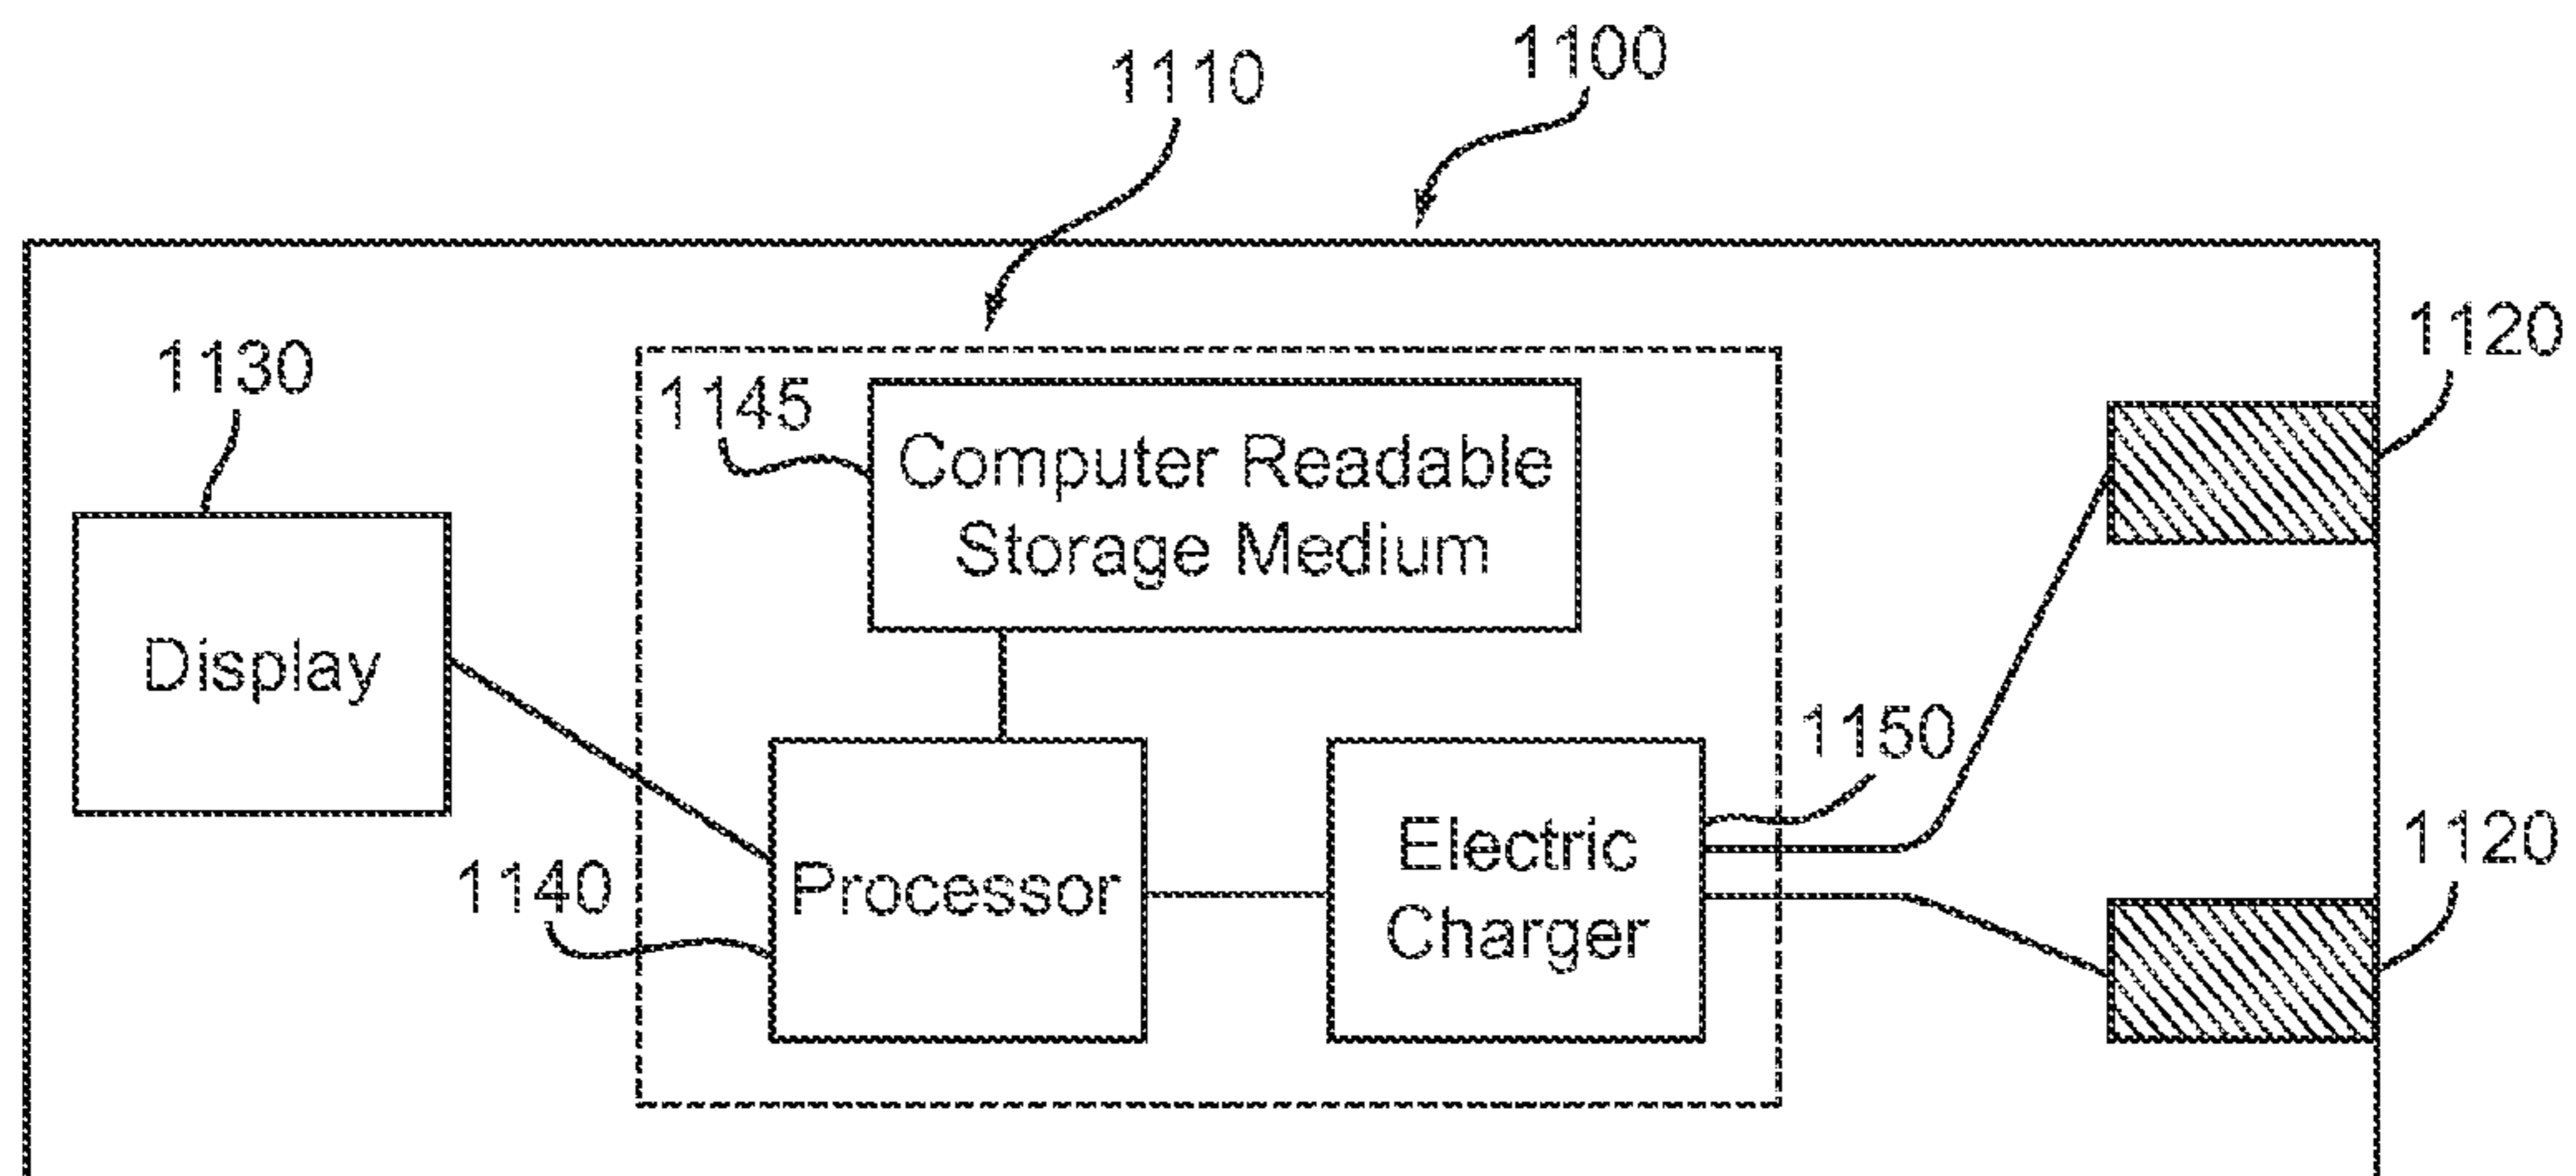 1100
1110
1120
1130
1145
Computer Readable
Storage Medium
Display
1150
1120
1140
Processor
Electric
Charger